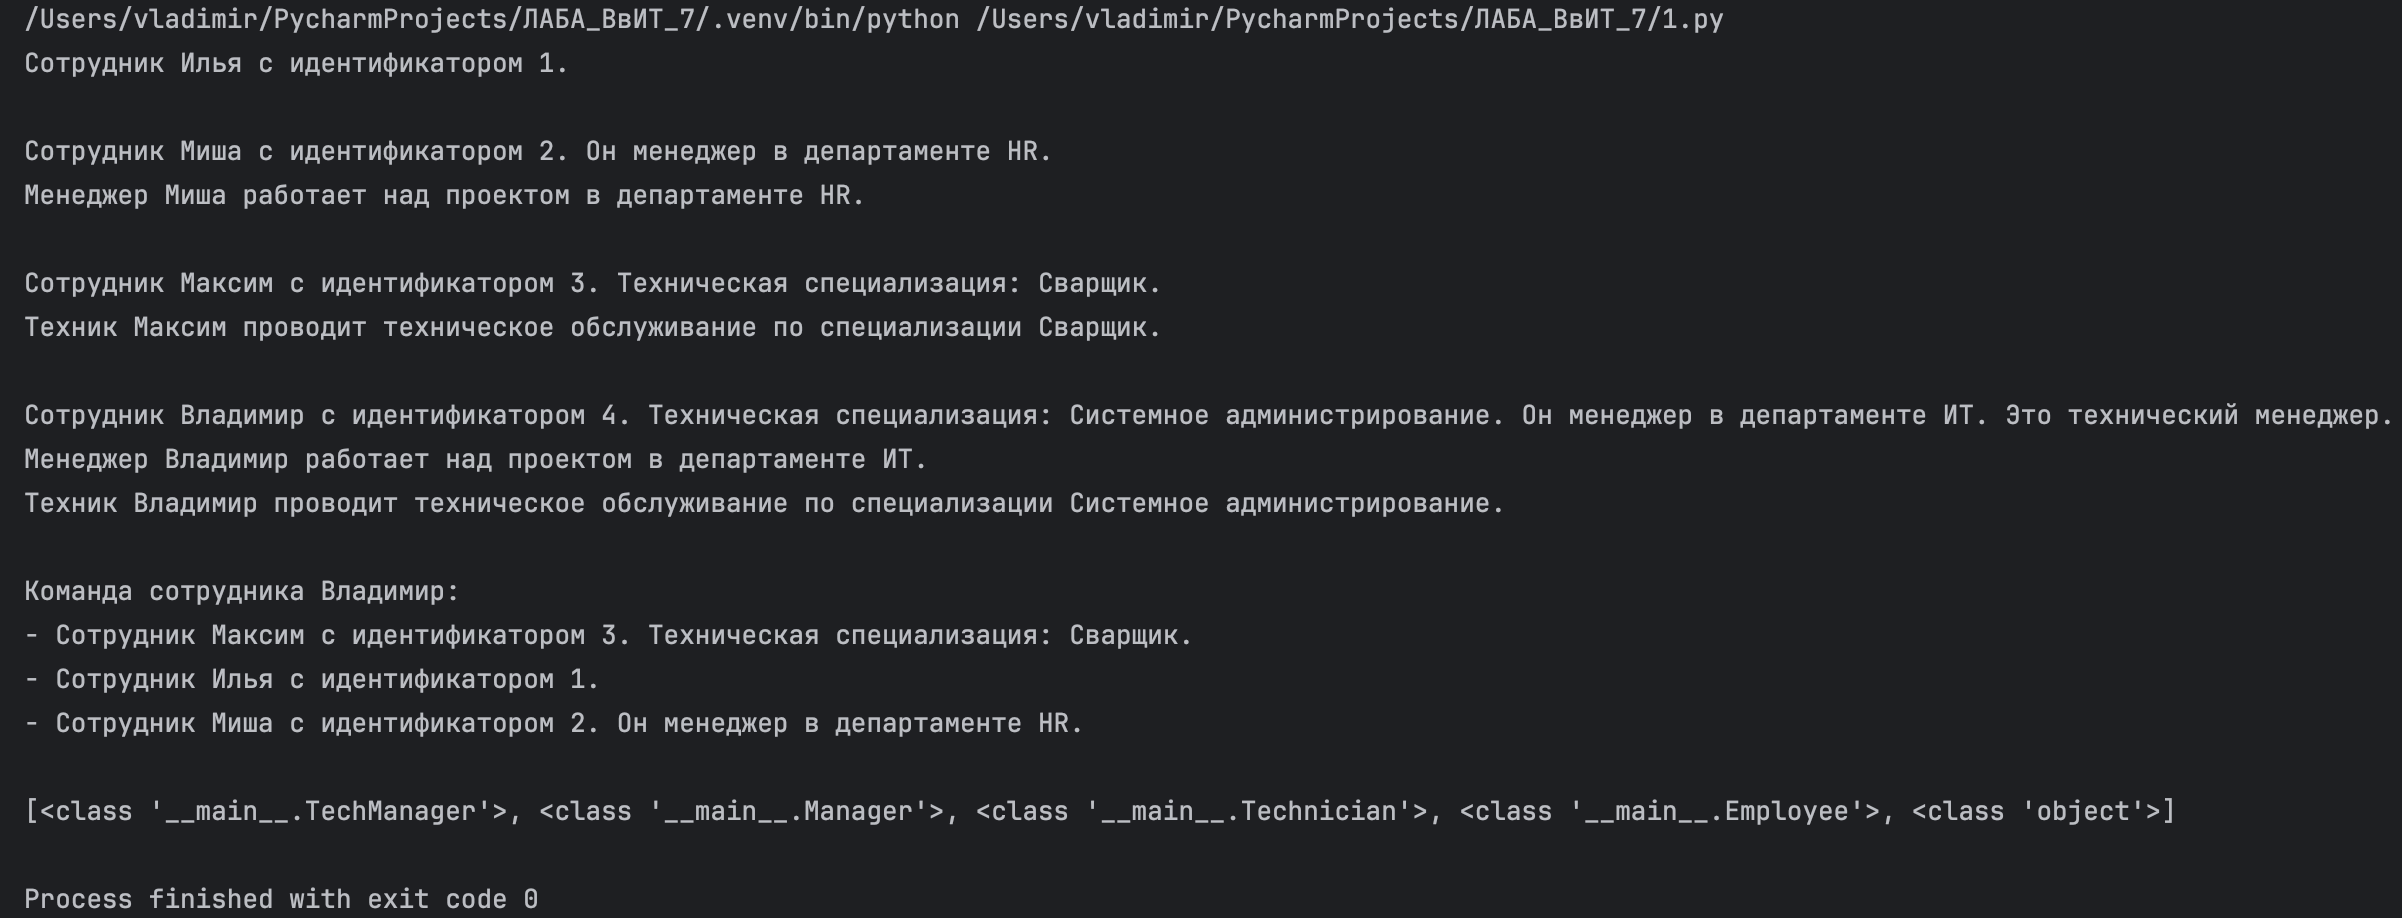 /Users/vladimir/PycharmProjects/ЛАБА_ВвИТ_7/.venv/bin/python /Users/vladimir/PycharmProjects/ЛАБА_ВвИТ_7/1.py
Сотрудник Илья с идентификатором 1.
Сотрудник Миша с идентификатором 2. Он менеджер в департаменте HR.
Менеджер Миша работает над проектом в департаменте HR.
Сотрудник Максим с идентификатором 3. Техническая специализация: Сварщик.
Техник Максим проводит техническое обслуживание по специализации Сварщик.
Сотрудник Владимир с идентификатором 4. Техническая специализация: Системное администрирование. Он менеджер в департаменте ИТ. Это технический менеджер.
Менеджер Владимир работает над проектом в департаменте ИТ.
Техник Владимир проводит техническое обслуживание по специализации Системное администрирование.
Команда сотрудника Владимир:
- Сотрудник Максим с идентификатором 3. Техническая специализация: Сварщик.
- Сотрудник Илья с идентификатором 1.
- Сотрудник Миша с идентификатором 2. Он менеджер в департаменте HR.
[<class '__main__.TechManager'>, <class '__main__.Manager'>, <class '__main__.Technician'>, <class '__main__.Employee'>, <class 'object'>]
Process finished with exit code 0